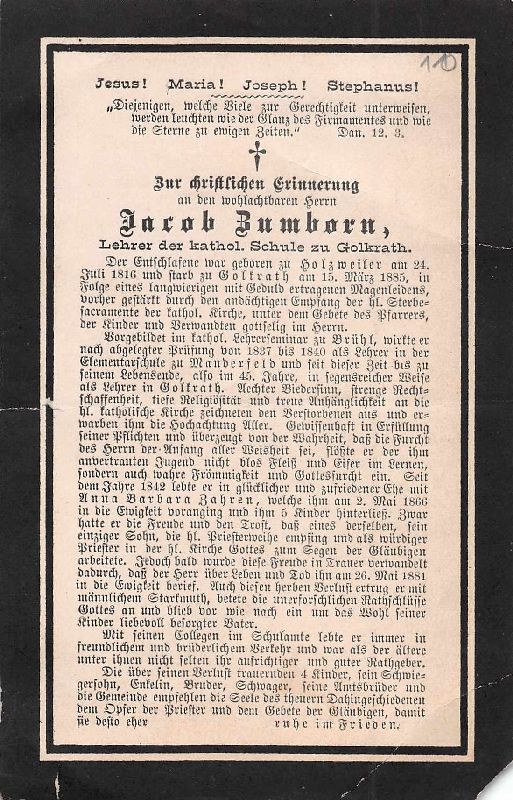 110
Jesus! Maria! Joseph! Stephanus!
„Diejenigen, welche Viele zur Gerechtigkeit unterweisen,
werden leuchten wie der Glanz des Firmamentes und wie
die Sterne zu ewigen Zeiten.“ Dan. 12, 3.
†
Zur christlichen Erinnerung
an den wohlachtbaren Herrn
Jacob Zumborn,
Lehrer der kathol. Schule zu Golkrath.
Der Entschlafene war geboren zu Holzweiler am 24.
Juli 1816 und starb zu Golkrath am 15. März 1885, in
Folge eines langwierigen mit Geduld ertragenen Magenleidens,
vorher gestärkt durch den andächtigen Empfang der hl. Sterbe-
sacramente der kathol. Kirche, unter dem Gebete des Pfarrers,
der Kinder und Verwandten gottselig im Herrn.
Vorgebildet im kathol. Lehrerseminar zu Brühl, wirkte er
nach abgelegter Prüfung von 1837 bis 1840 als Lehrer in der
Elementarschule zu Manderfeld und seit dieser Zeit bis zu
seinem Lebensende, also im 45. Jahre, in segensreicher Weise
als Lehrer in Golkrath. Aechter Biedersinn, strenge Recht-
schaffenheit, tiefe Religiösität und treue Anhänglichkeit an die
hl. katholische Kirche zeichneten den Verstorbenen aus und er-
warben ihm die Hochachtung Aller. Gewissenhaft in Erfüllung
seiner Pflichten und überzeugt von der Wahrheit, daß die Furcht
des Herrn der Anfang aller Weisheit sei, flößte er der ihm
anvertrauten Jugend nicht blos Fleiß und Eifer im Lernen,
sondern auch wahre Frömmigkeit und Gottesfurcht ein. Seit
dem Jahre 1842 lebte er in glücklicher und zufriedener Ehe mit
Anna Barbara Zahren, welche ihm am 2. Mai 1866
in die Ewigkeit voranging und ihm 5 Kinder hinterließ. Zwar
hatte er die Freude und den Trost, daß eines derselben, sein
einziger Sohn, die hl. Priesterweihe empfing und als würdiger
Priester in der hl. Kirche Gottes zum Segen der Gläubigen
arbeitete. Jedoch bald wurde diese Freude in Trauer verwandelt
dadurch, daß der Herr über Leben und Tod ihn am 26. Mai 1881
in die Ewigkeit berief. Auch diesen herben Verlust ertrug er mit
männlichem Starkmuth, betete die unerforschlichen Rathschlüsse
Gottes an und blieb vor wie nach ein um das Wohl seiner
Kinder liebevoll besorgter Vater.
Mit seinen Collegen im Schulamte lebte er immer in
freundlichem und brüderlichem Verkehr und war als der ältere
unter ihnen nicht selten ihr aufrichtiger und guter Rathgeber.
Die über seinen Verlust trauernden 4 Kinder, sein Schwie-
gersohn, Enkelin, Bruder, Schwager, seine Amtsbrüder und
die Gemeinde empfehlen die Seele des theuern Dahingeschiedenen
dem Opfer der Priester und dem Gebete der Gläubigen, damit
sie desto eher ruhe im Frieden.